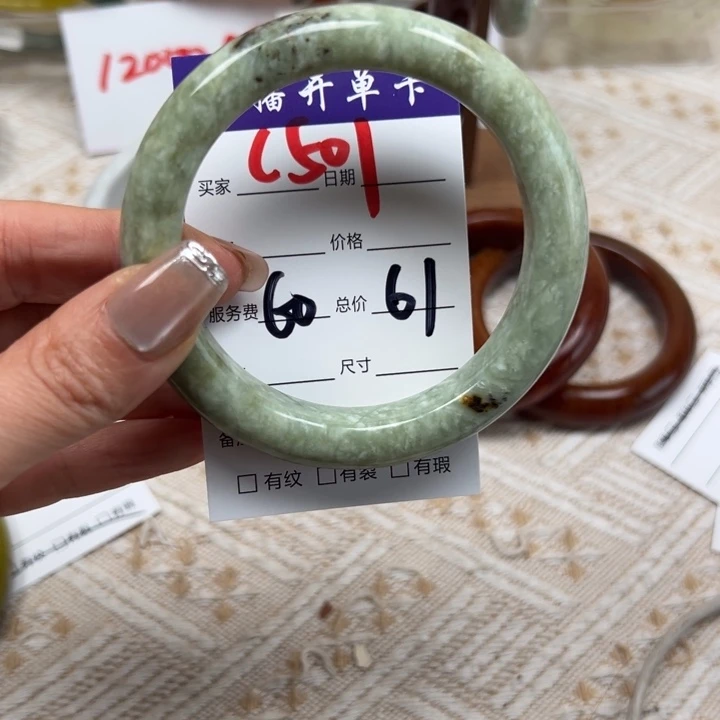 播开单卡
C501
买家 日期
价格
服务费 60 总价 61
尺寸
备
□ 有纹 □ 有裂 □ 有瑕